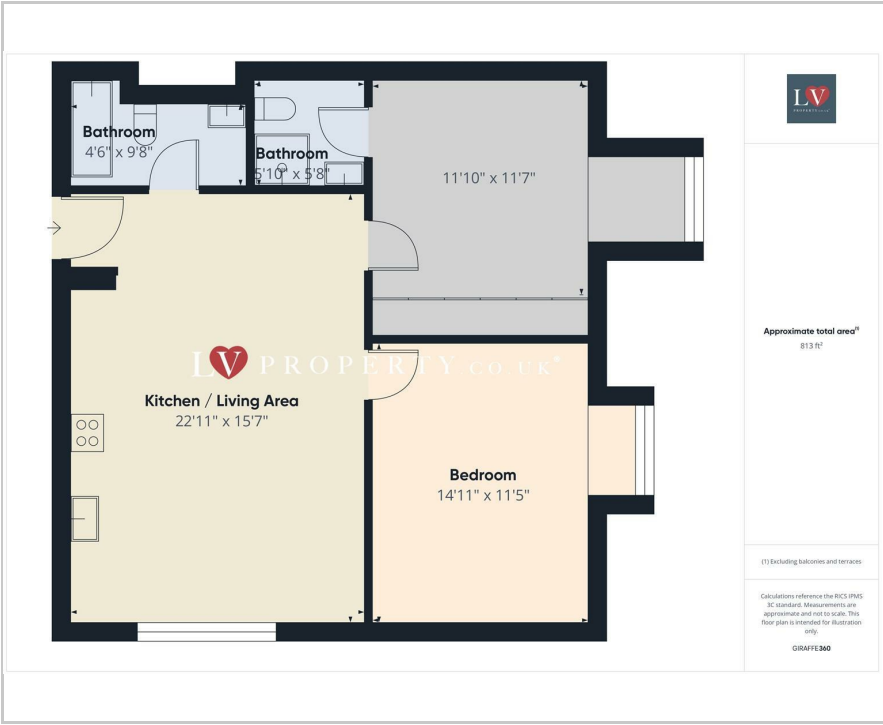 Bathroom
4'6" x 9'8"
Bathroom
5'10" x 5'8"
11'10" x 11'7"
LV PROPERTY.CO.UK
Kitchen / Living Area
22'11" x 15'7"
Bedroom
14'11" x 11'5"
LV
PROPERTY.co.uk
Approximate total area(1)
813 ft²
(1) Excluding balconies and terraces
Calculations reference the RICS IPMS
3C standard. Measurements are
approximate and not to scale. This
floor plan is intended for illustration
only.
GIRAFFE360